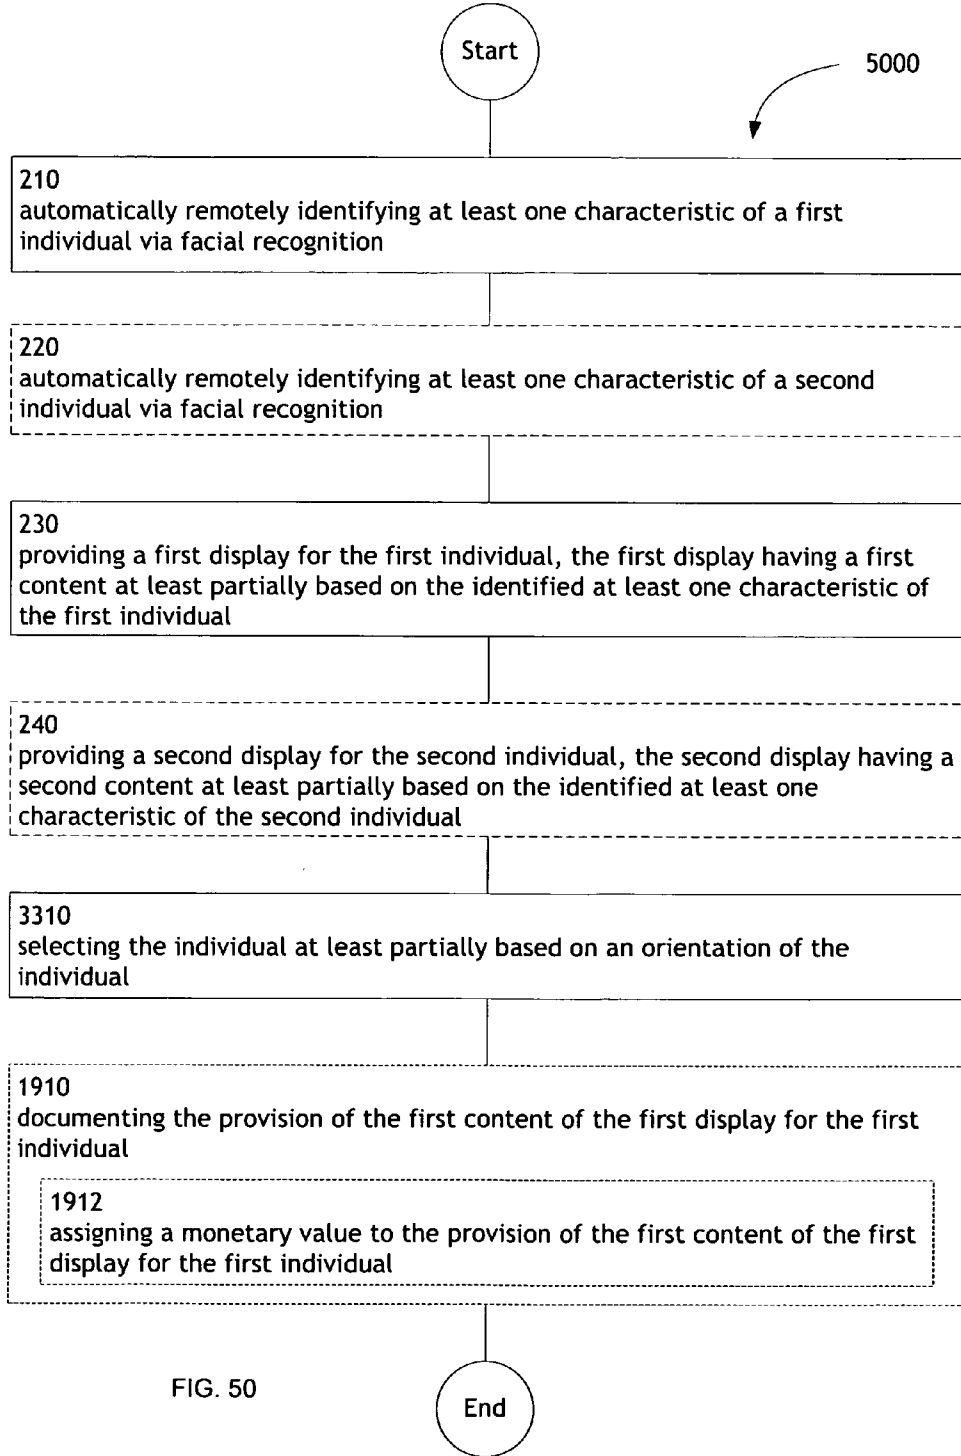 Start
5000
210
automatically remotely identifying at least one characteristic of a first
individual via facial recognition
220
automatically remotely identifying at least one characteristic of a second
individual via facial recognition
230
providing a first display for the first individual, the first display having a first
content at least partially based on the identified at least one characteristic of
the first individual
240
providing a second display for the second individual, the second display having a
second content at least partially based on the identified at least one
characteristic of the second individual
3310
selecting the individual at least partially based on an orientation of the
individual
1910
documenting the provision of the first content of the first display for the first
individual
1912
assigning a monetary value to the provision of the first content of the first
display for the first individual
FIG. 50
End